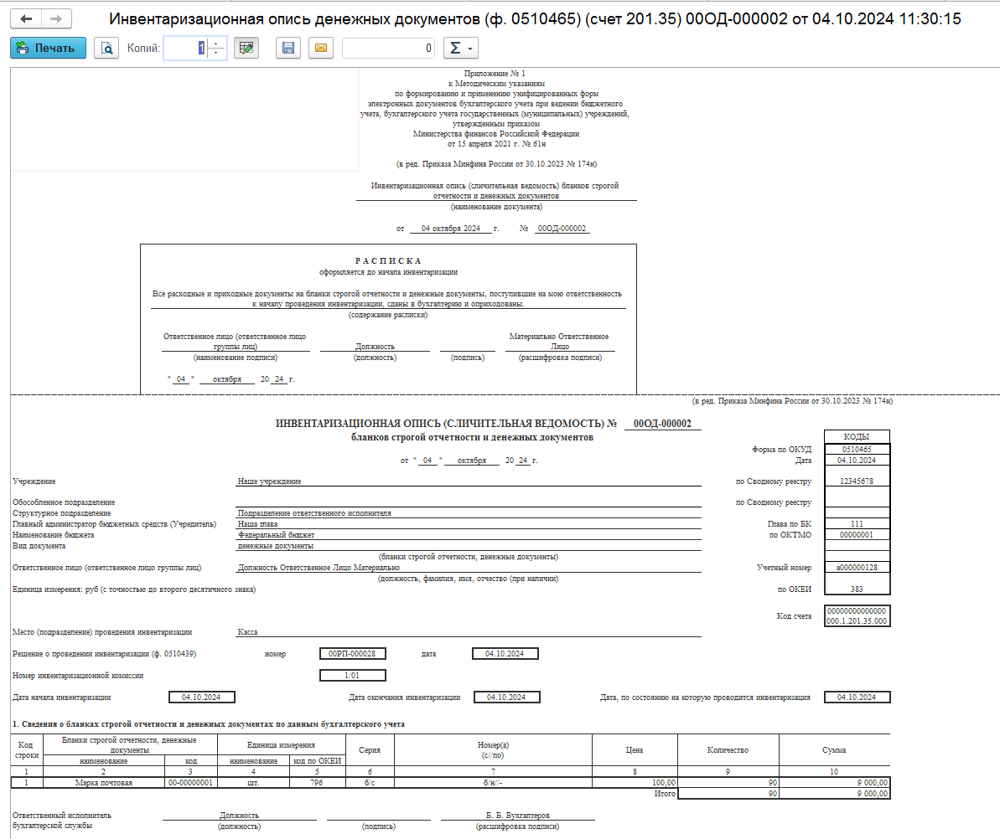 Инвентаризационная опись денежных документов (ф. 0510465) (счет 201.35) 00ОД-000002 от 04.10.2024 11:30:15
Печать Копий: 1 0 Σ
Приложение № 1
к Методическим указаниям
по формированию и применению унифицированных форм
электронных документов бухгалтерского учета при ведении бюджетного
учета, бухгалтерского учета государственных (муниципальных) учреждений,
утвержденным приказом
Министерства финансов Российской Федерации
от 15 апреля 2021 г. № 61н
(в ред. Приказа Минфина России от 30.10.2023 № 174н)
Инвентаризационная опись (сличительная ведомость) бланков строгой
отчетности и денежных документов
(наименование документа)
от 04 октября 2024 г. № 00ОД-000002
Р А С П И С К А
оформляется до начала инвентаризации
Все расходные и приходные документы на бланки строгой отчетности и денежные документы, поступившие на мою ответственность
к началу проведения инвентаризации, сданы в бухгалтерию и оприходованы.
(содержание расписки)
Ответственное лицо (ответственное лицо Материально Ответственное
группы лиц) Должность Лицо
(наименование подписи) (должность) (подпись) (расшифровка подписи)
" 04 " октября 20 24 г.
(в ред. Приказа Минфина России от 30.10.2023 № 174н)
ИНВЕНТАРИЗАЦИОННАЯ ОПИСЬ (СЛИЧИТЕЛЬНАЯ ВЕДОМОСТЬ) № 00ОД-000002
бланков строгой отчетности и денежных документов
КОДЫ
Форма по ОКУД 0510465
от " 04 " октября 20 24 г. Дата 04.10.2024
Учреждение Наше учреждение по Сводному реестру 12345678
Обособленное подразделение по Сводному реестру
Структурное подразделение Подразделение ответственного исполнителя
Главный администратор бюджетных средств (Учредитель) Наша глава Глава по БК 111
Наименование бюджета Федеральный бюджет по ОКТМО 00000001
Вид документа денежные документы
(бланки строгой отчетности, денежные документы)
Ответственное лицо (ответственное лицо группы лиц) Должность Ответственное Лицо Материально Учетный номер а000000128
(должность, фамилия, имя, отчество (при наличии)
Единица измерения: руб (с точностью до второго десятичного знака) по ОКЕИ 383
Код счета 00000000000000
000.1.201.35.000
Место (подразделение) проведения инвентаризации Касса
Решение о проведении инвентаризации (ф. 0510439) номер 00РП-000028 дата 04.10.2024
Номер инвентаризационной комиссии 1/01
Дата начала инвентаризации 04.10.2024 Дата окончания инвентаризации 04.10.2024 Дата, по состоянию на которую проводится инвентаризация 04.10.2024
1. Сведения о бланках строгой отчетности и денежных документах по данным бухгалтерского учета
Код строки Бланки строгой отчетности, денежные документы Единица измерения Серия Номер(а) (с//по) Цена Количество Сумма
наименование код наименование код по ОКЕИ
1 2 3 4 5 6 7 8 9 10
1 Марка почтовая 00-00000001 шт. 796 б/с б/н//- 100,00 90 9 000,00
Итого 90 9 000,00
Ответственный исполнитель Должность Б. Б. Бухгалтеров
бухгалтерской службы (должность) (подпись) (расшифровка подписи)